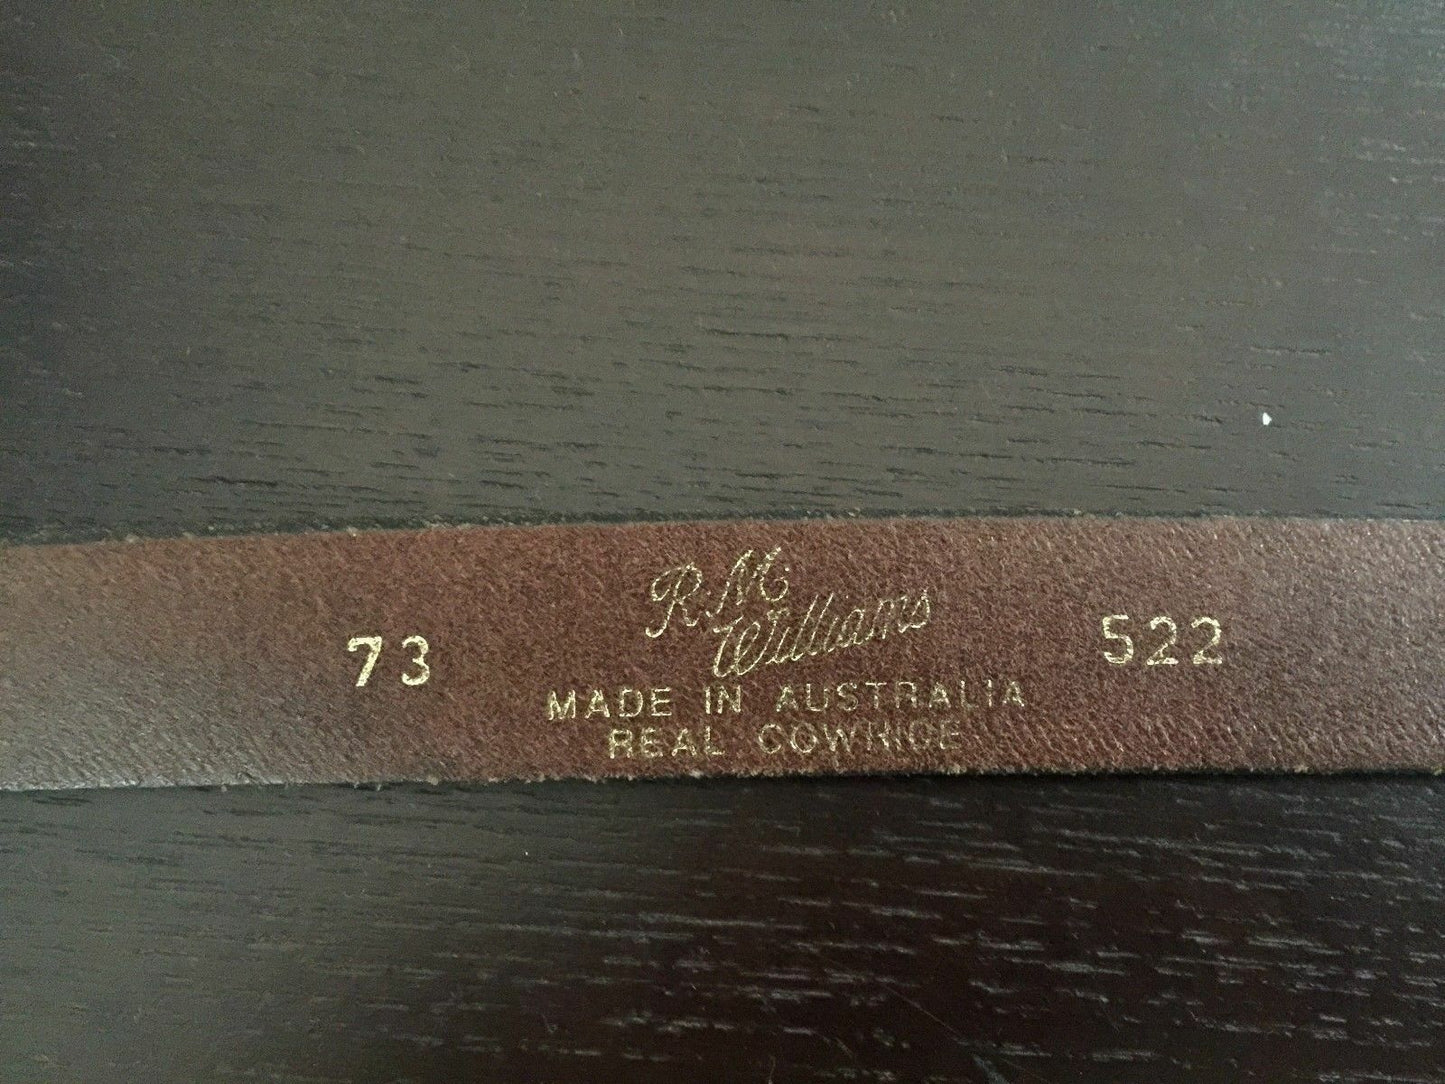 R.M.
Williams
73
522
MADE IN AUSTRALIA
REAL COWHIDE